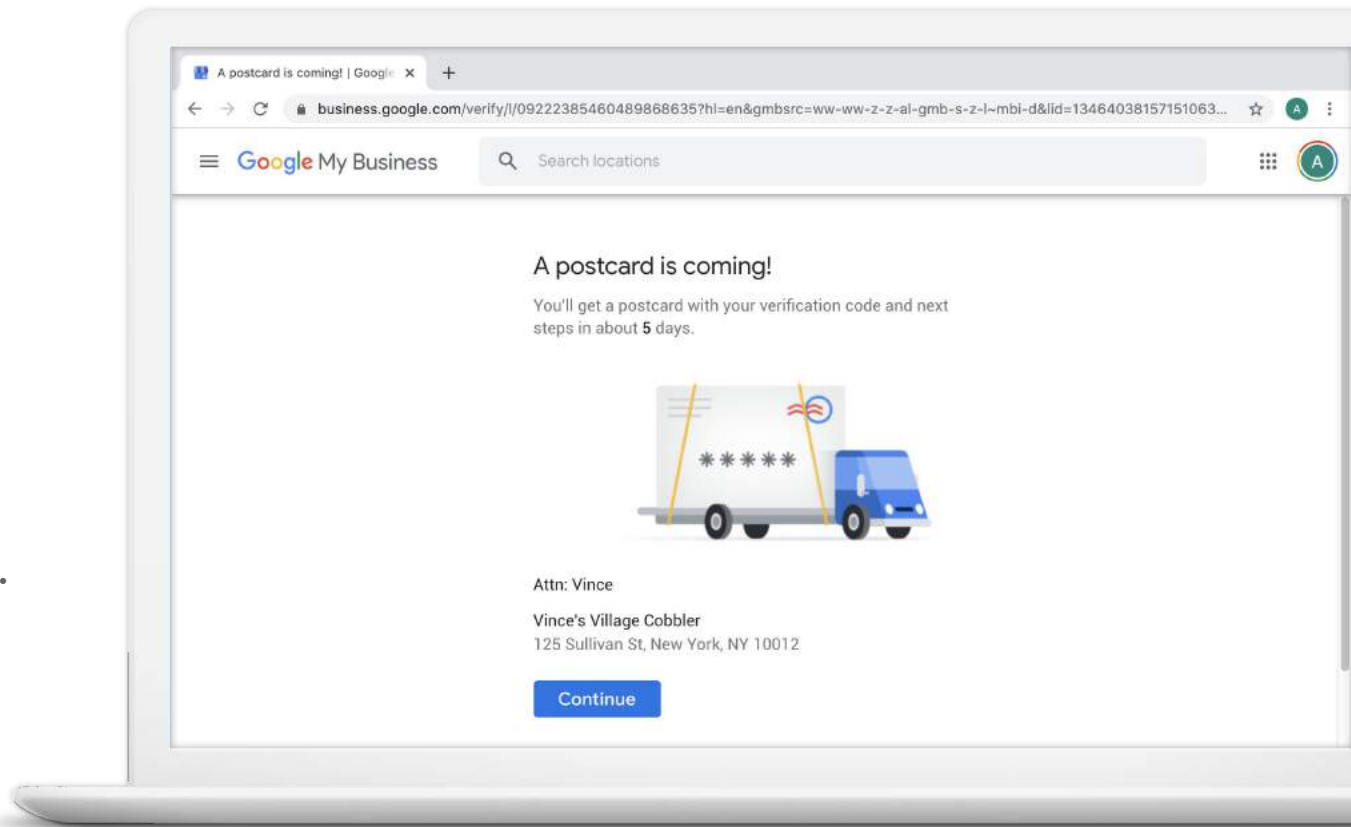 A postcard is coming! | Google
business.google.com/verify/l/09222385460489868635?hl=en&gmbsrc=ww-ww-z-z-al-gmb-s-z-l~mbi-d&lid=13464038157151063...
A
Google My Business
Search locations
A
A postcard is coming!
You'll get a postcard with your verification code and next
steps in about 5 days.
*****
Attn: Vince
Vince's Village Cobbler
125 Sullivan St, New York, NY 10012
Continue